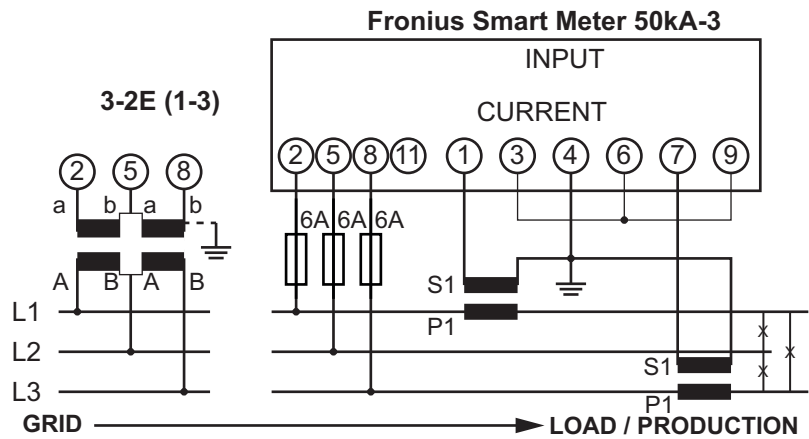 Fronius Smart Meter 50kA-3
INPUT
3-2E (1-3)
CURRENT
2 5 8
2 5 8 11 1 3 4 6 7 9
a b a b
6A 6A 6A
A B A B
S1
L1
P1
L2
x x
S1
x
L3
P1
GRID LOAD / PRODUCTION